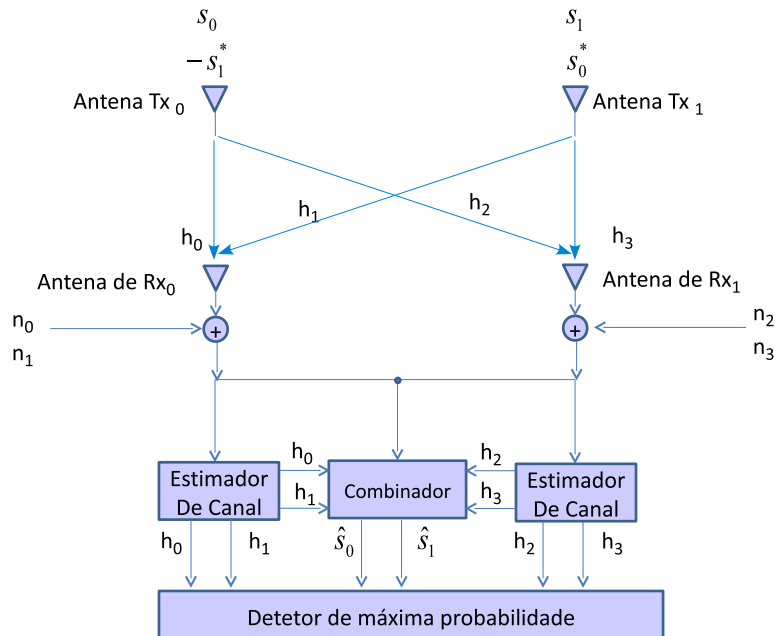 s0 s1
−s1* s0*
Antena Tx 0 Antena Tx 1
h1 h2
h0 h3
Antena de Rx0 Antena de Rx1
n0 n2
+ +
n1 n3
h0 h2
Estimador De Canal
h1
Combinador
h3
Estimador De Canal
h0 h1 ŝ0 ŝ1 h2 h3
Detetor de máxima probabilidade